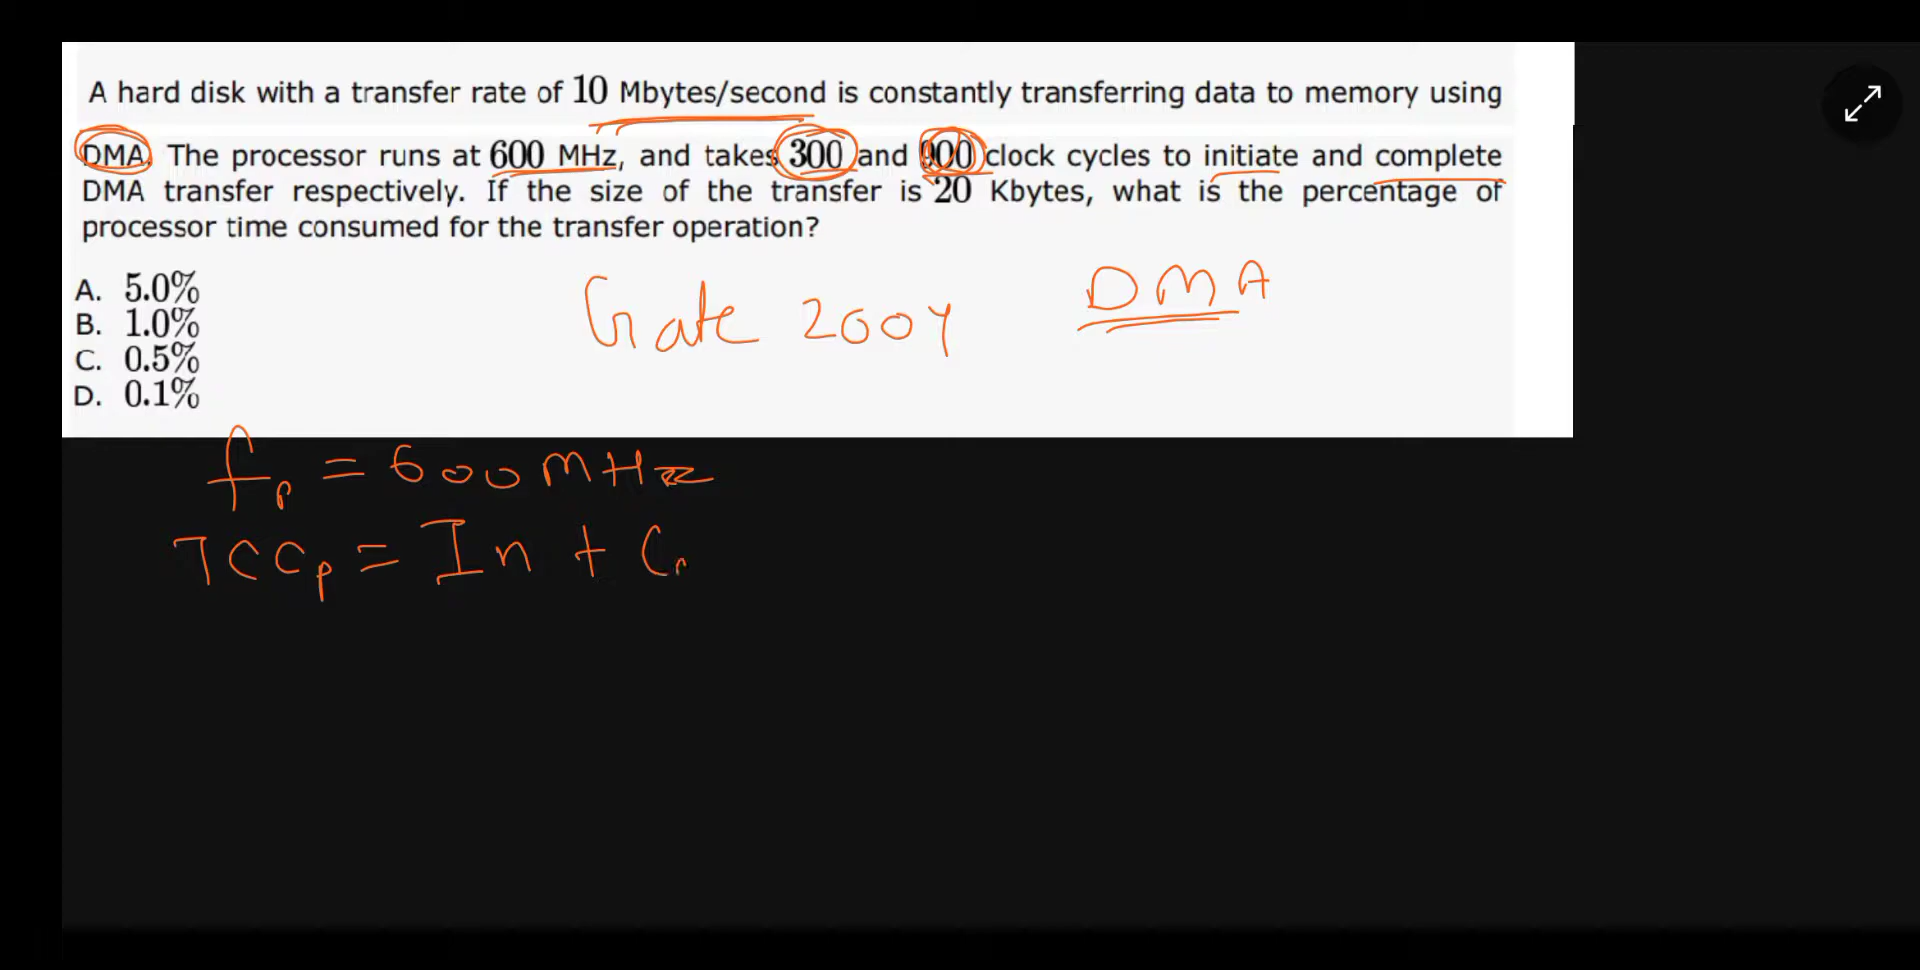 A hard disk with a transfer rate of 10 Mbytes/second is constantly transferring data to memory using
DMA. The processor runs at 600 MHz, and takes 300 and 900 clock cycles to initiate and complete
DMA transfer respectively. If the size of the transfer is 20 Kbytes, what is the percentage of
processor time consumed for the transfer operation?
A. 5.0%
B. 1.0%
C. 0.5%
D. 0.1%
Gate 2004
DMA
fp = 600 MHz
TCCp = In + Co